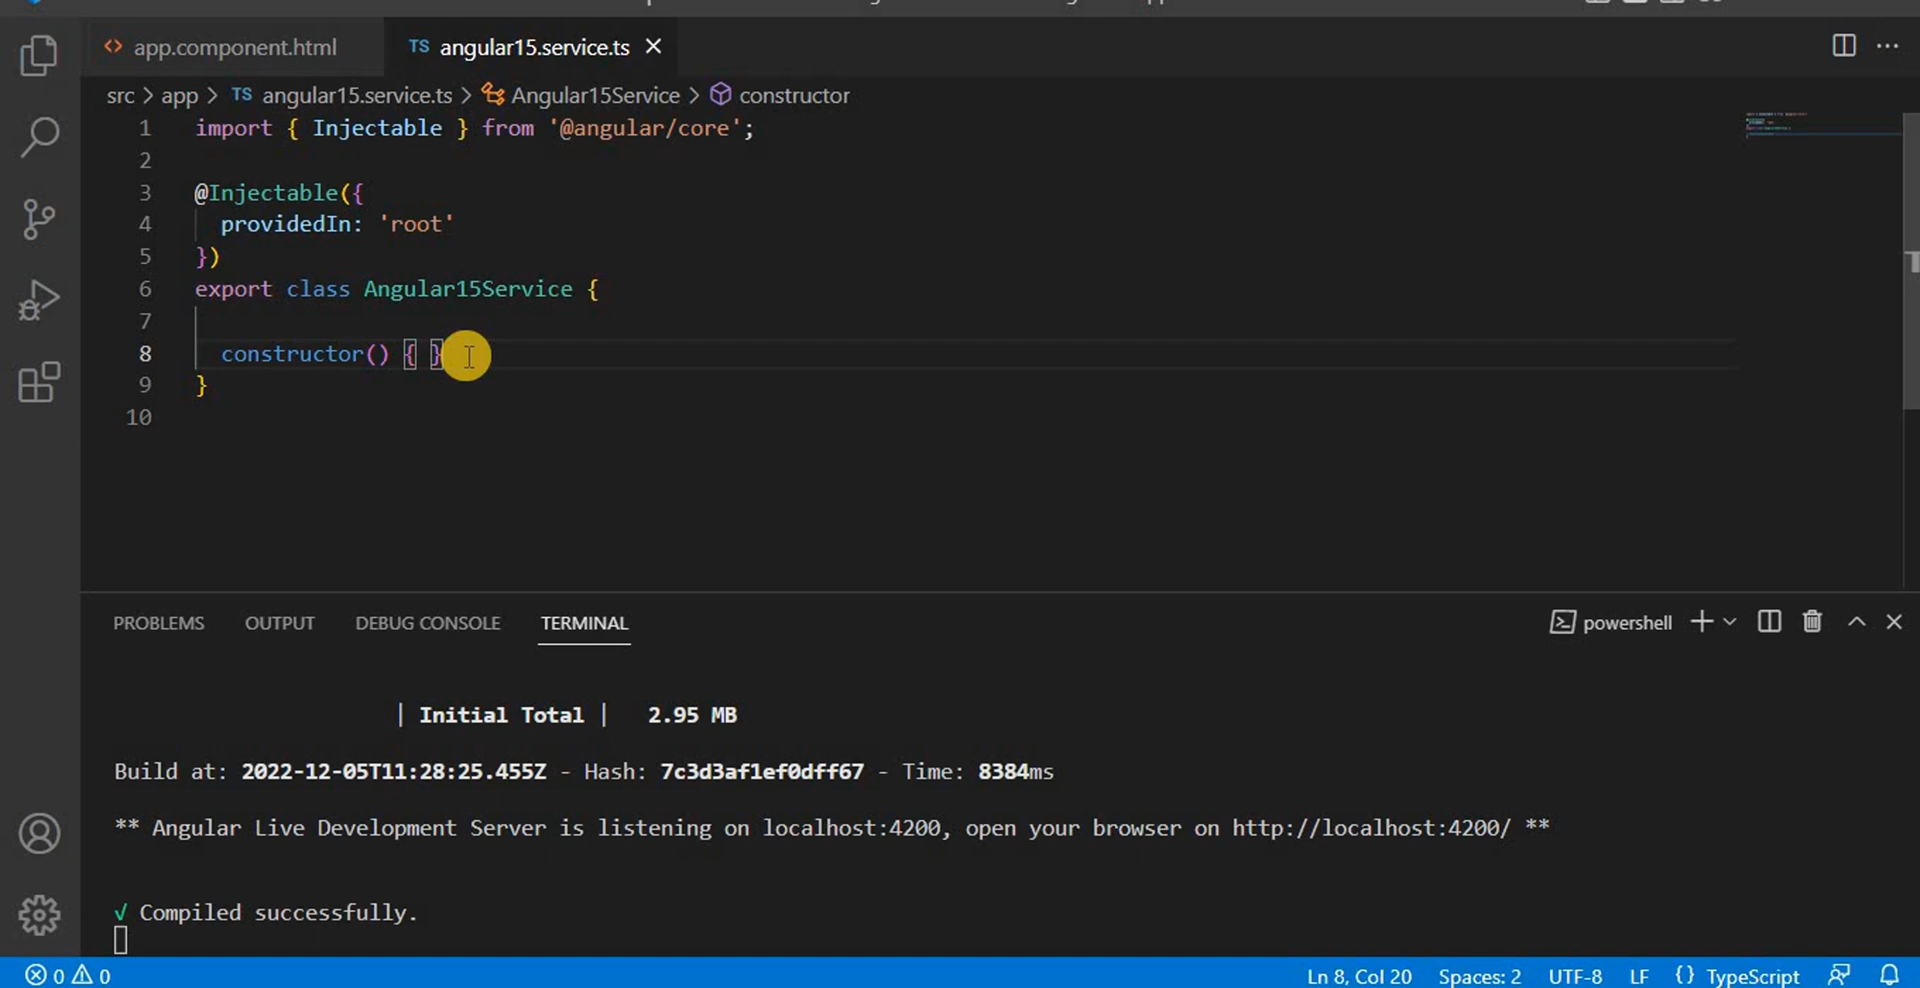 <> app.component.html
TS angular15.service.ts
src > app > TS angular15.service.ts > Angular15Service > constructor
1 import { Injectable } from '@angular/core';
2
3 @Injectable({
4 providedIn: 'root'
5 })
6 export class Angular15Service {
7
8 constructor() { }
9 }
10
PROBLEMS OUTPUT DEBUG CONSOLE TERMINAL powershell
| Initial Total | 2.95 MB
Build at: 2022-12-05T11:28:25.455Z - Hash: 7c3d3af1ef0dff67 - Time: 8384ms
** Angular Live Development Server is listening on localhost:4200, open your browser on http://localhost:4200/ **
√ Compiled successfully.
0 0 Ln 8, Col 20 Spaces: 2 UTF-8 LF {} TypeScript